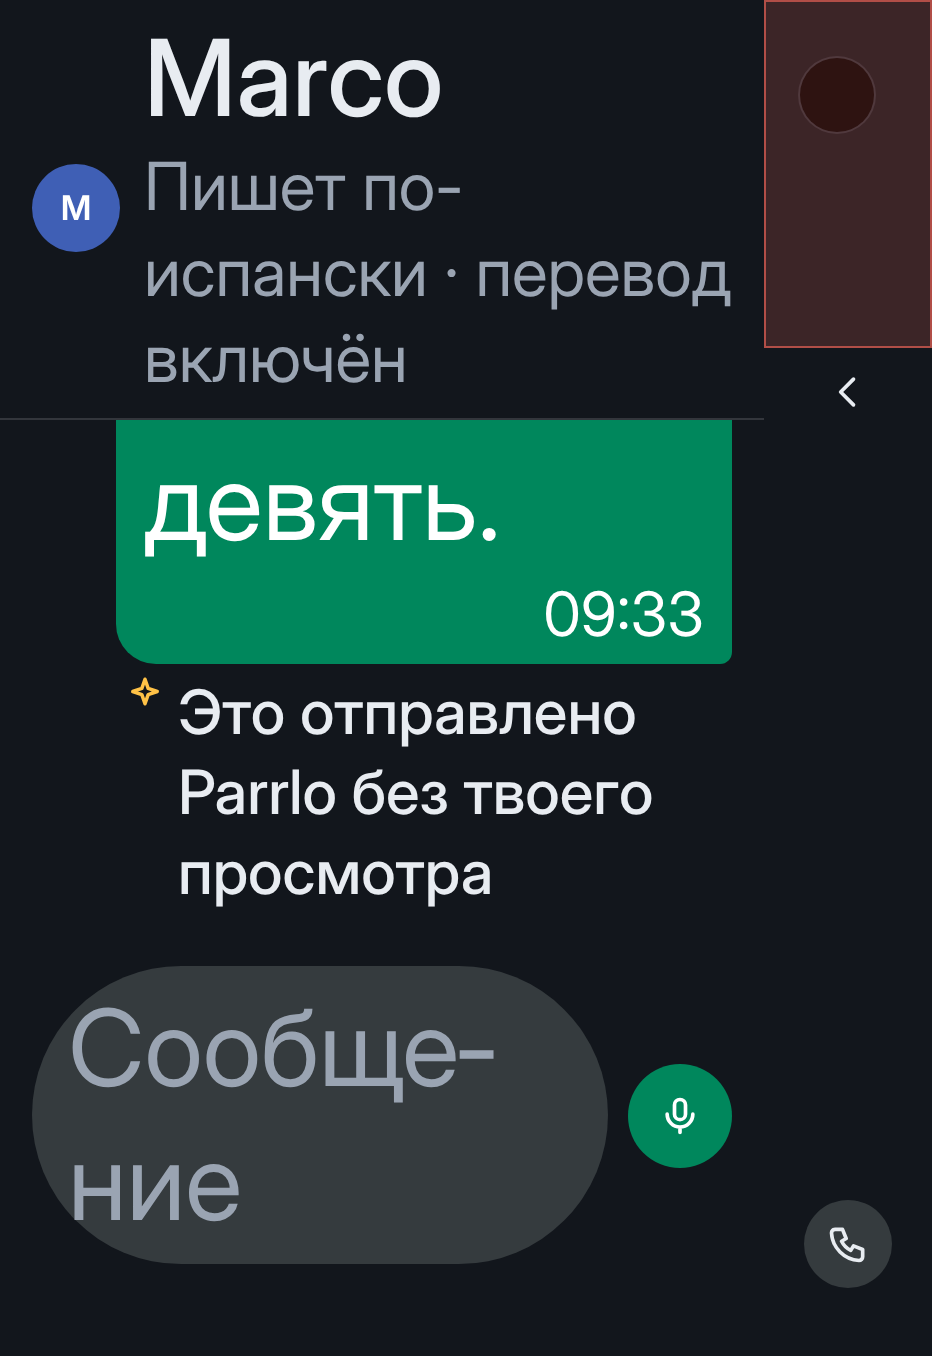 Marco
M
Пишет по-
испански · перевод
включён
девять.
09:33
Это отправлено
Parrlo без твоего
просмотра
Сообще-
ние